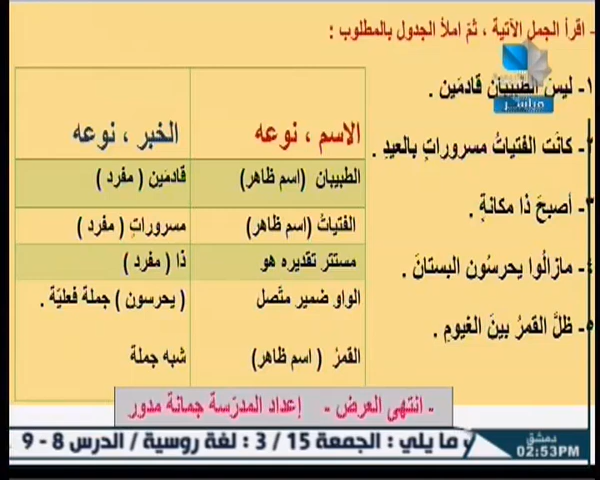 - اقرأ الجمل الآتية ، ثمّ املأ الجدول بالمطلوب :
١- ليسَ الطبيبان قادمَين .
مباشر
- كانَت الفتياتُ مسروراتٍ بالعيدِ .
٣- أصبحَ ذا مكانةٍ .
٤- مازالُوا يحرسُون البستانَ .
٥- ظلَّ القمرُ بينَ الغيومِ .
الاسم ، نوعه
الخبر ، نوعه
الطبيبان (اسم ظاهر)
قادمَين ( مفرد )
الفتياتُ (اسم ظاهر)
مسروراتٍ ( مفرد )
مستتر تقديره هو
ذا ( مفرد )
الواو ضمير متّصل
( يحرسون ) جملة فعليّة .
القمرُ ( اسم ظاهر)
شبه جملة
- انتهى العرض - إعداد المدرّسة جمانة مدور
ما يلي : الجمعة 15 / 3 : لغة روسية / الدرس 8 - 9
دمشق
02:53PM